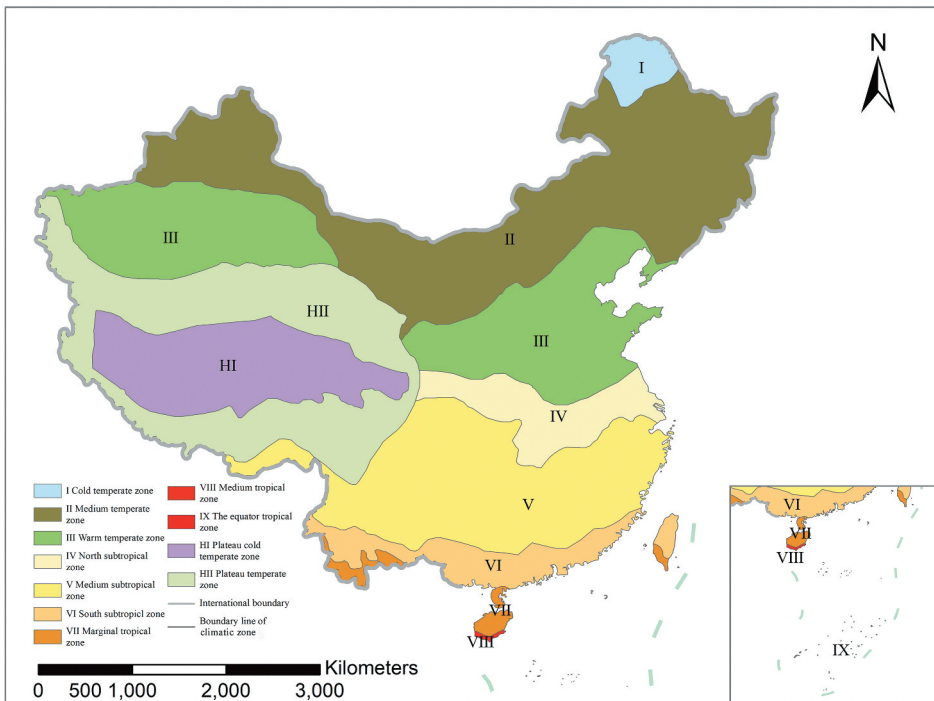 N
I
II
III
HII
III
HI
IV
V
VI
VII
VIII
I Cold temperate zone
II Medium temperate
zone
III Warm temperate zone
IV North subtropical
zone
V Medium subtropical
zone
VI South subtropicl zone
VII Marginal tropical
zone
VIII Medium tropical
zone
IX The equator tropical
zone
HI Plateau cold
temperate zone
HII Plateau temperate
zone
International boundary
Boundary line of
climatic zone
Kilometers
0 500 1,000 2,000 3,000
VI
VII
VIII
IX